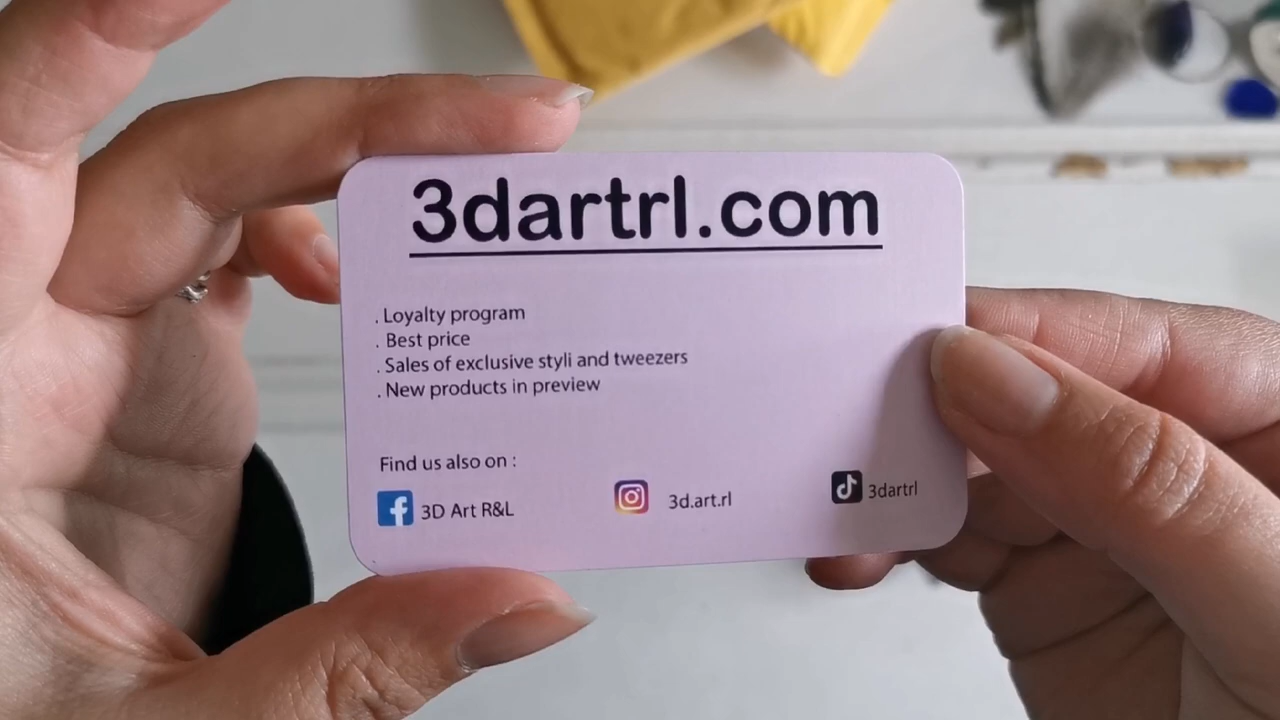 3dartrl.com
. Loyalty program
. Best price
. Sales of exclusive styli and tweezers
. New products in preview
Find us also on :
3D Art R&L
3d.art.rl
3dartrl